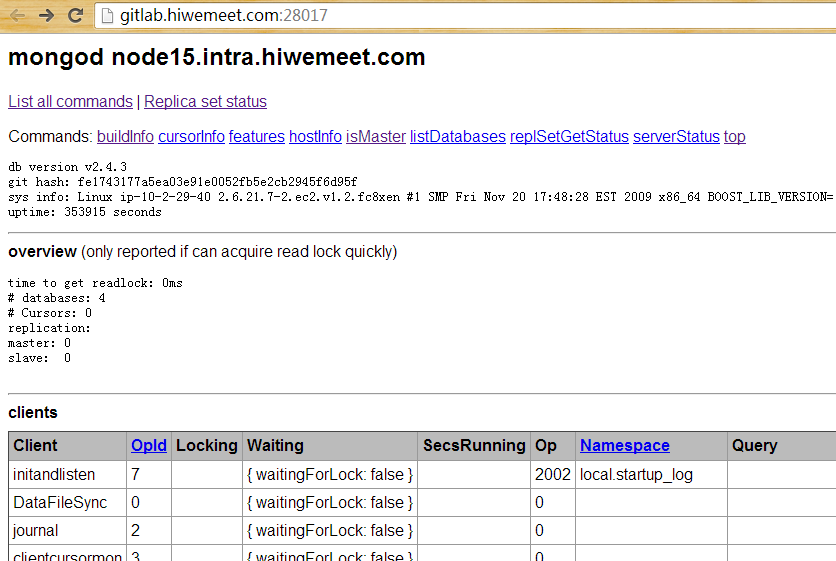 gitlab.hiwemeet.com:28017
mongod node15.intra.hiwemeet.com
List all commands | Replica set status
Commands: buildInfo cursorInfo features hostInfo isMaster listDatabases replSetGetStatus serverStatus top
db version v2.4.3
git hash: fe1743177a5ea03e91e0052fb5e2cb2945f6d95f
sys info: Linux ip-10-2-29-40 2.6.21.7-2.ec2.v1.2.fc8xen #1 SMP Fri Nov 20 17:48:28 EST 2009 x86_64 BOOST_LIB_VERSION=
uptime: 353915 seconds
overview (only reported if can acquire read lock quickly)
time to get readlock: 0ms
# databases: 4
# Cursors: 0
replication:
master: 0
slave: 0
clients
Client OpId Locking Waiting SecsRunning Op Namespace Query
initandlisten 7 { waitingForLock: false } 2002 local.startup_log
DataFileSync 0 { waitingForLock: false } 0
journal 2 { waitingForLock: false } 0
clientcursormon 3 { waitingForLock: false } 0